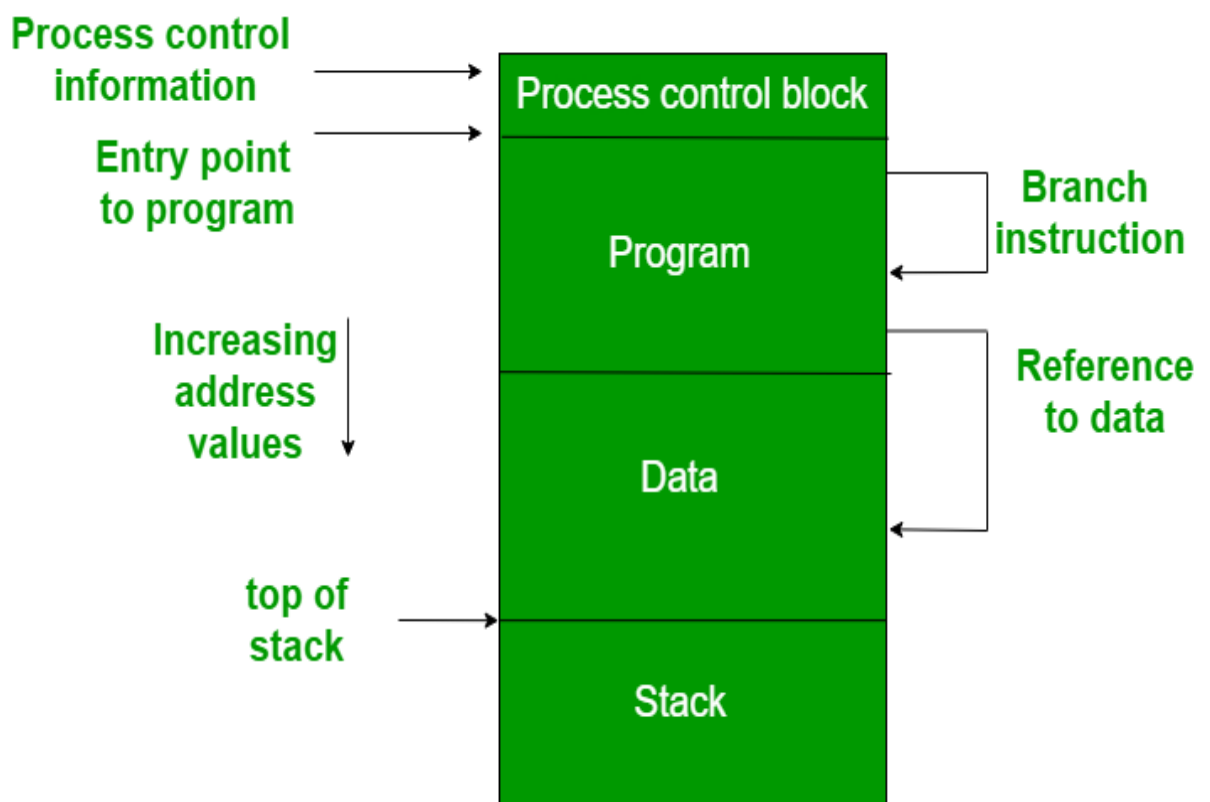 Process control
information
Process control block
Entry point
to program
Branch
instruction
Program
Increasing
address
values
Reference
to data
Data
top of
stack
Stack